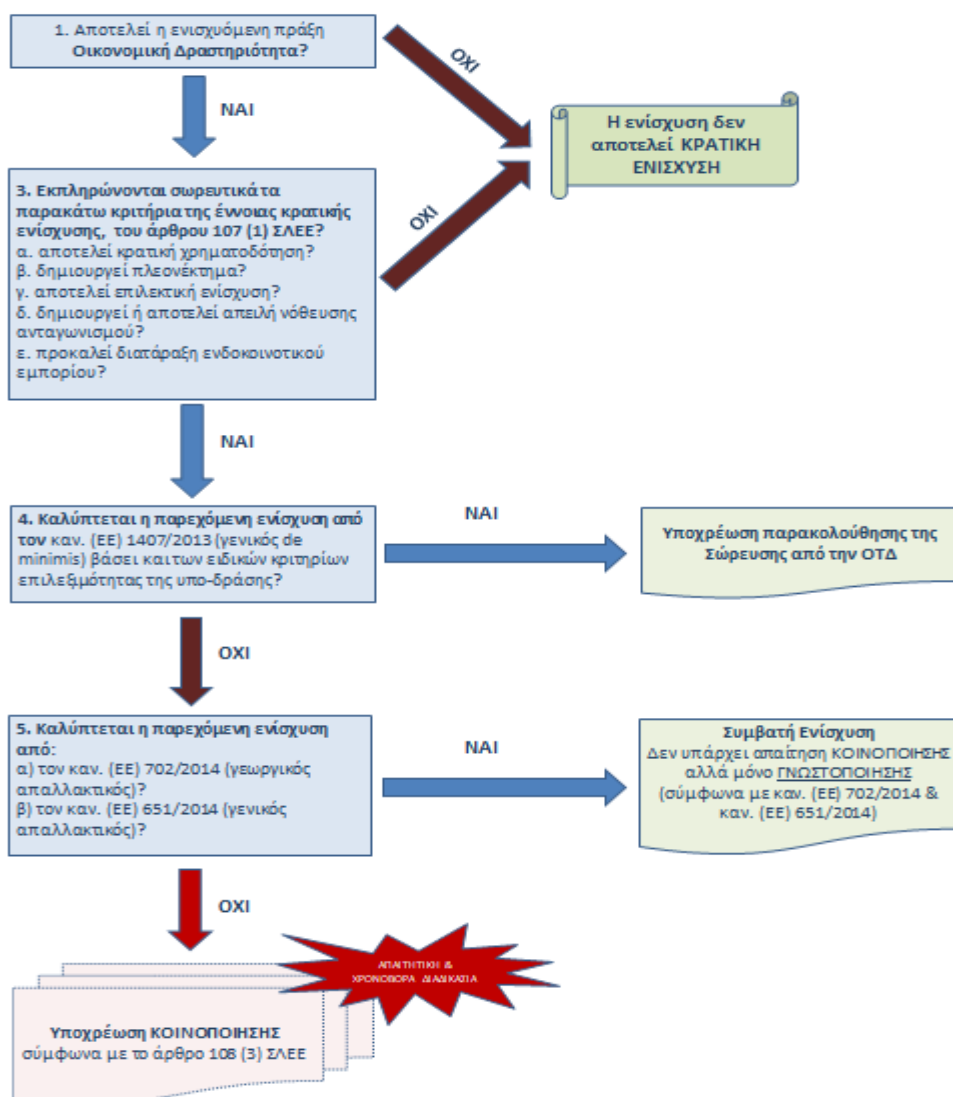 1. Αποτελεί η ενισχυόμενη πράξη
Οικονομική Δραστηριότητα?
ΟΧΙ
ΝΑΙ
Η ενίσχυση δεν
αποτελεί ΚΡΑΤΙΚΗ
ΕΝΙΣΧΥΣΗ
3. Εκπληρώνονται σωρευτικά τα
παρακάτω κριτήρια της έννοιας κρατικής
ενίσχυσης, του άρθρου 107 (1) ΣΛΕΕ?
α. αποτελεί κρατική χρηματοδότηση?
β. δημιουργεί πλεονέκτημα?
γ. αποτελεί επιλεκτική ενίσχυση?
δ. δημιουργεί ή αποτελεί απειλή νόθευσης
ανταγωνισμού?
ε. προκαλεί διατάραξη ενδοκοινοτικού
εμπορίου?
ΟΧΙ
ΝΑΙ
4. Καλύπτεται η παρεχόμενη ενίσχυση από
τον καν. (ΕΕ) 1407/2013 (γενικός de
minimis) βάσει και των ειδικών κριτηρίων
επιλεξιμότητας της υπο-δράσης?
ΝΑΙ
Υποχρέωση παρακολούθησης της
Σώρευσης από την ΟΤΔ
ΟΧΙ
5. Καλύπτεται η παρεχόμενη ενίσχυση
από:
α) τον καν. (ΕΕ) 702/2014 (γεωργικός
απαλλακτικός)?
β) τον καν. (ΕΕ) 651/2014 (γενικός
απαλλακτικός)?
ΝΑΙ
Συμβατή Ενίσχυση
Δεν υπάρχει απαίτηση ΚΟΙΝΟΠΟΙΗΣΗΣ
αλλά μόνο ΓΝΩΣΤΟΠΟΙΗΣΗΣ
(σύμφωνα με καν. (ΕΕ) 702/2014 &
καν. (ΕΕ) 651/2014)
ΟΧΙ
ΑΠΑΙΤΗΤΙΚΗ &
ΧΡΟΝΟΒΟΡΑ ΔΙΑΔΙΚΑΣΙΑ
Υποχρέωση ΚΟΙΝΟΠΟΙΗΣΗΣ
σύμφωνα με το άρθρο 108 (3) ΣΛΕΕ